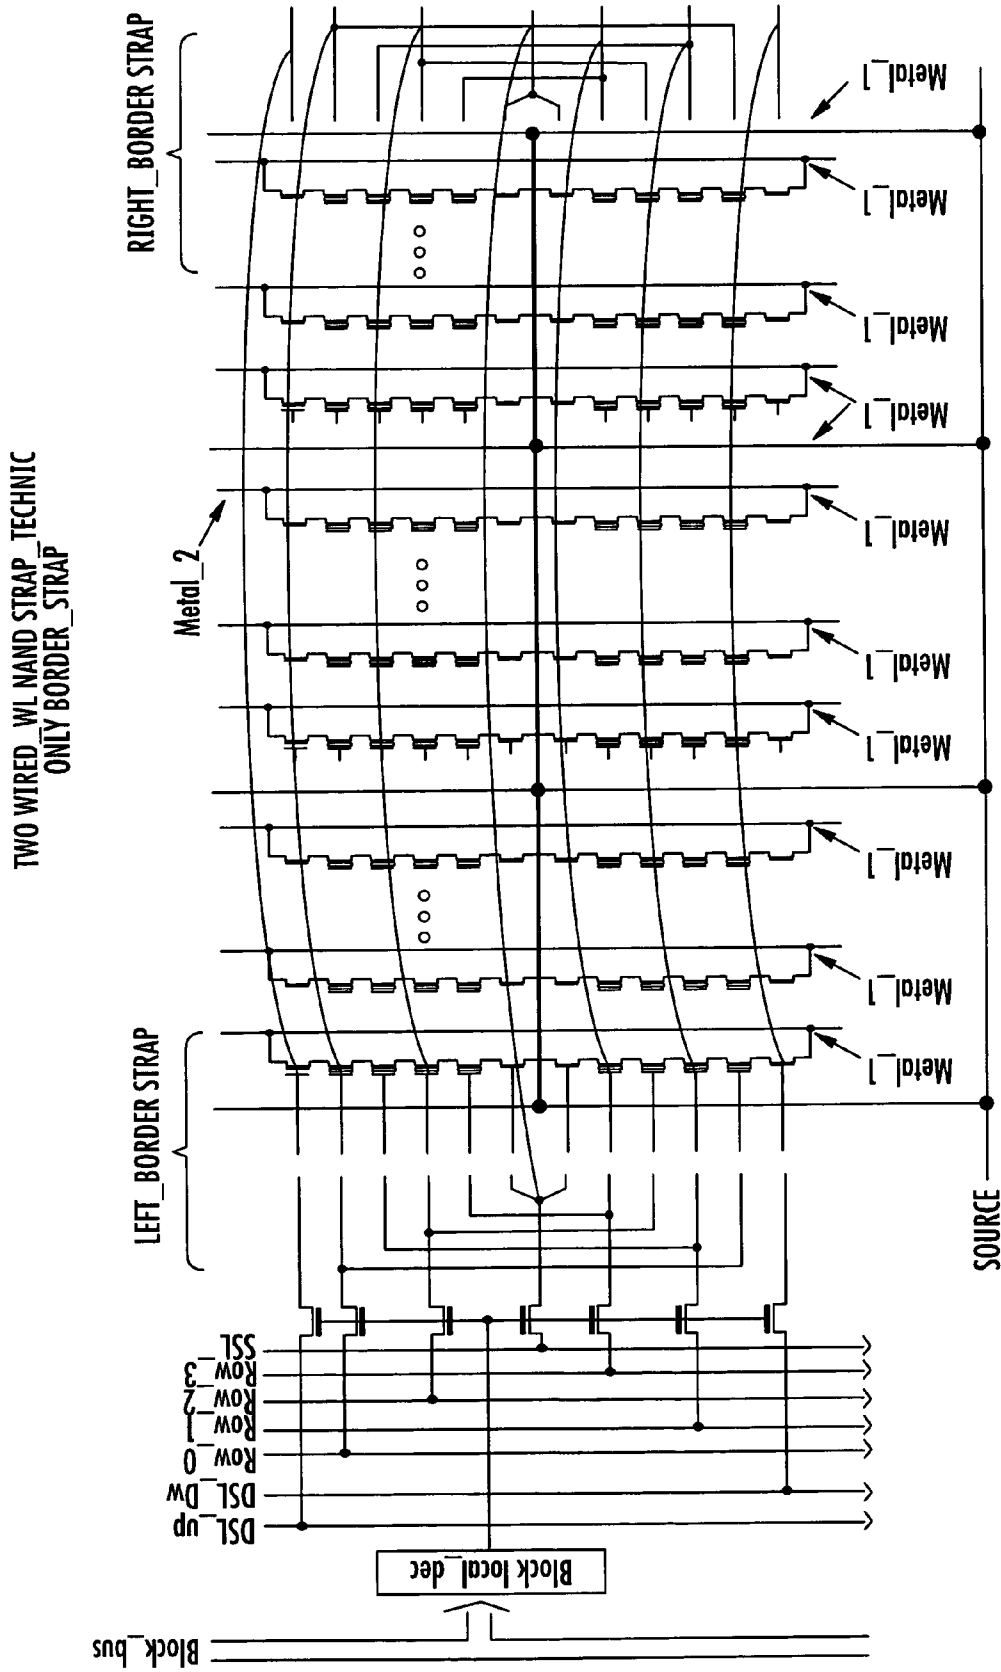 TWO WIRED_WL NAND STRAP_TECHNIC
ONLY BORDER_STRAP
LEFT_BORDER STRAP
RIGHT_BORDER STRAP
Metal_2
Block_bus
Block local_dec
DSL_up
DSL_Dw
Row_0
Row_1
Row_2
Row_3
SSL
Metal_1
Metal_1
Metal_1
Metal_1
Metal_1
Metal_1
Metal_1
Metal_1
Metal_1
Metal_1
SOURCE